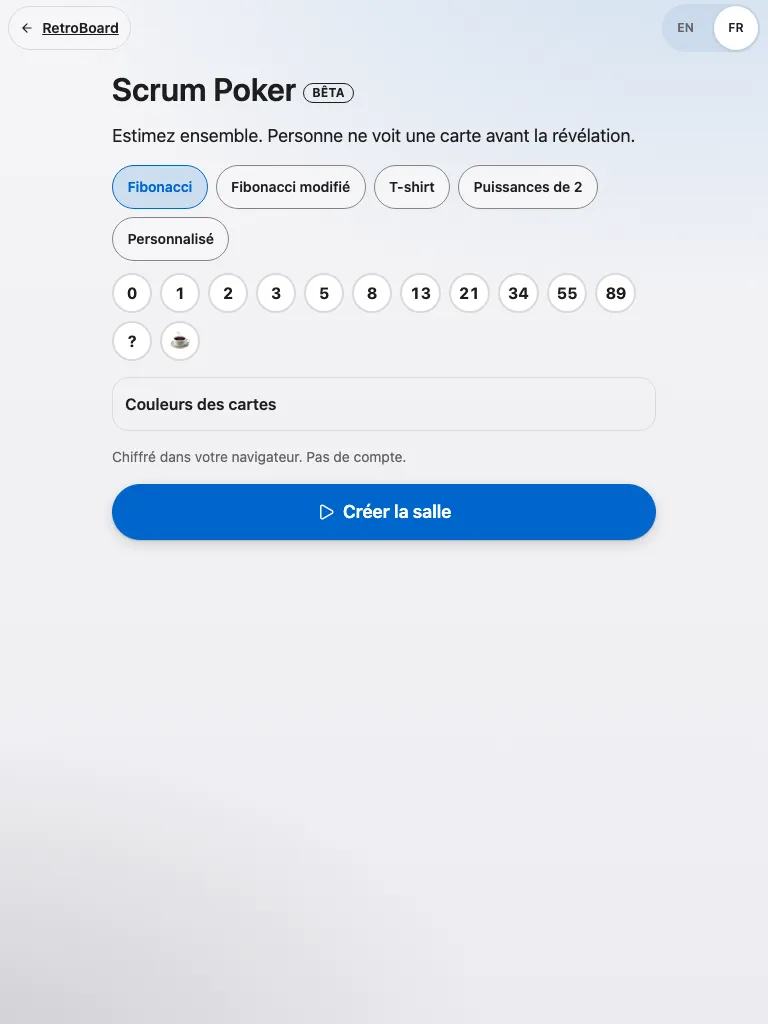 RetroBoard
EN FR
Scrum Poker BÊTA
Estimez ensemble. Personne ne voit une carte avant la révélation.
Fibonacci Fibonacci modifié T-shirt Puissances de 2
Personnalisé
0 1 2 3 5 8 13 21 34 55 89
?
Couleurs des cartes
Chiffré dans votre navigateur. Pas de compte.
Créer la salle